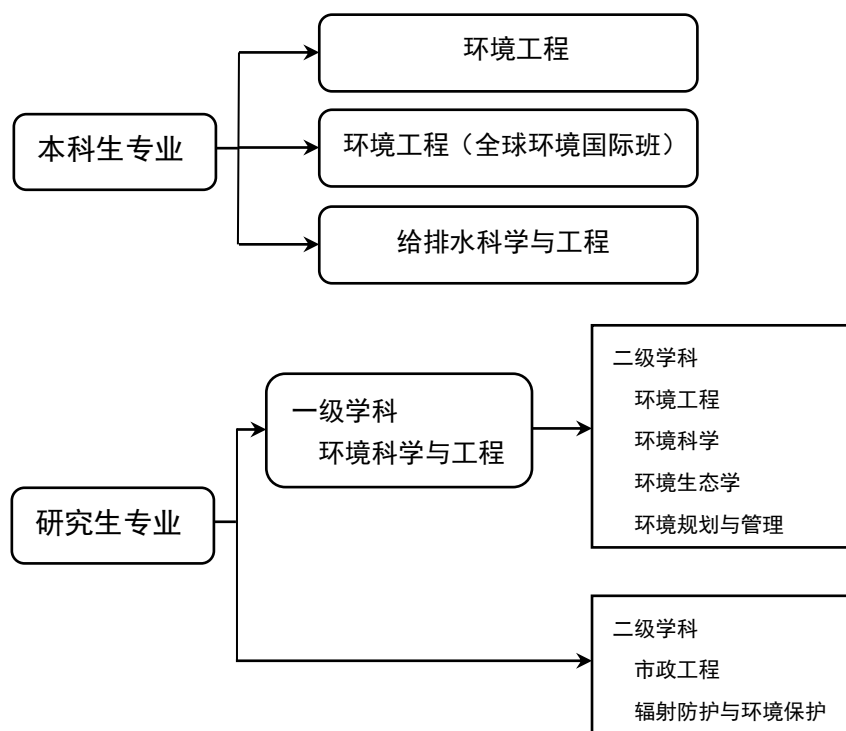 本科生专业
环境工程
环境工程（全球环境国际班）
给排水科学与工程
研究生专业
一级学科
环境科学与工程
二级学科
环境工程
环境科学
环境生态学
环境规划与管理
二级学科
市政工程
辐射防护与环境保护